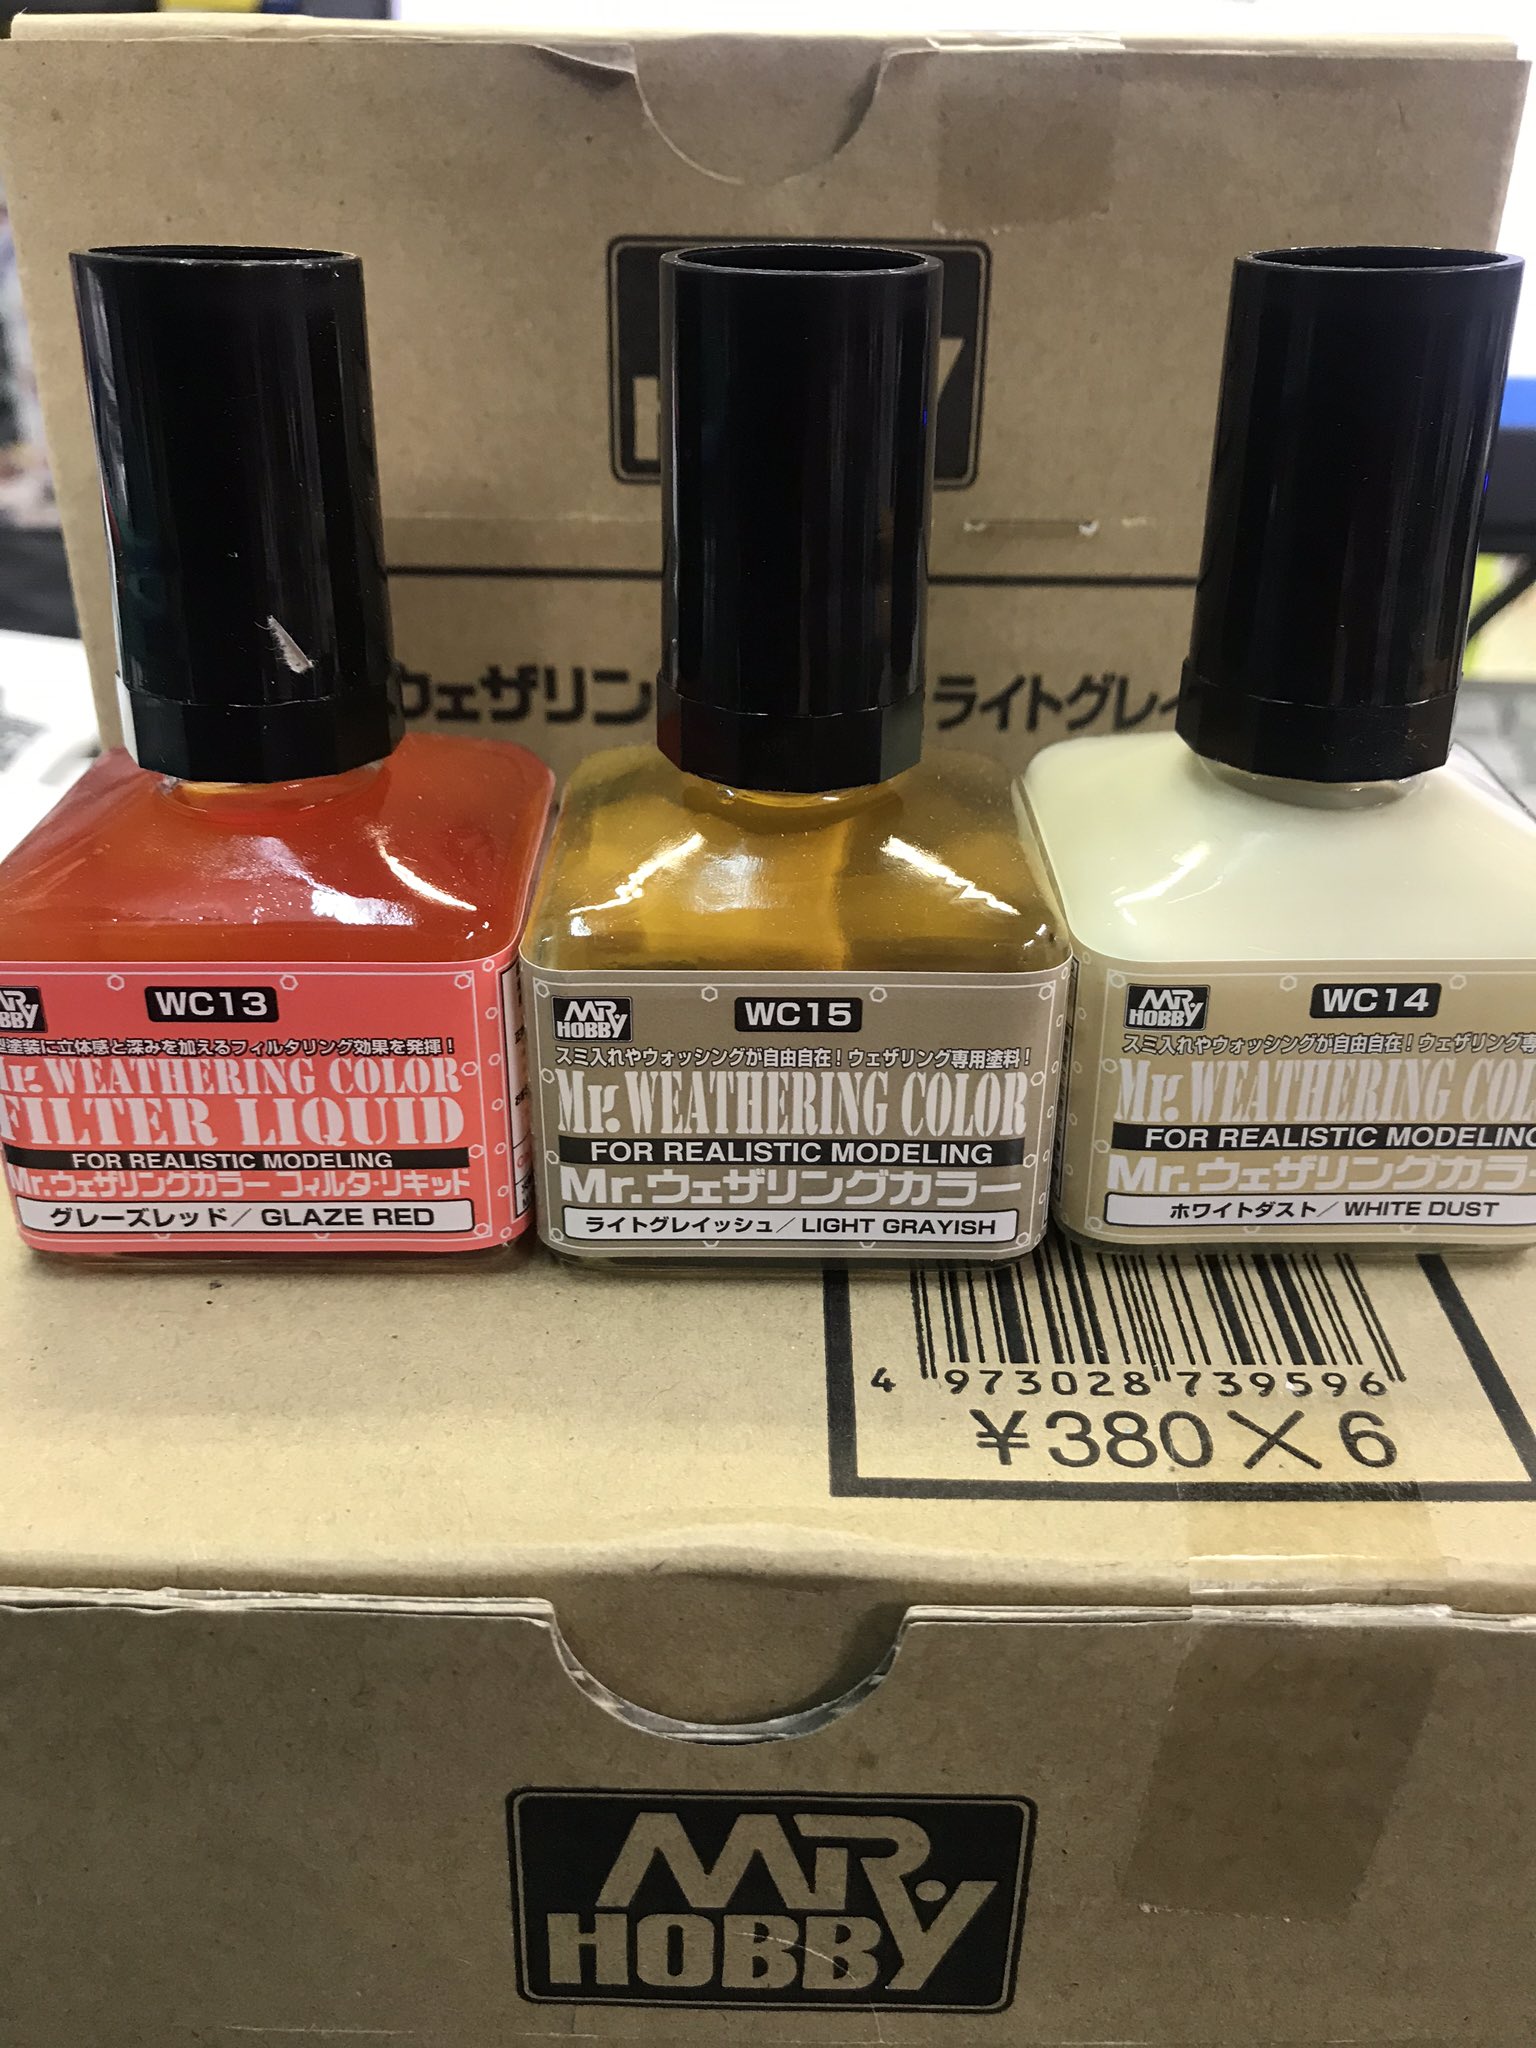 ウェザリン
ライトグレイ
MR.
HOBBY
WC13
型塗装に立体感と深みを加えるフィルタリング効果を発揮！
Mr. WEATHERING COLOR
FILTER LIQUID
FOR REALISTIC MODELING
Mr.ウェザリングカラー フィルタ・リキッド
グレーズレッド／GLAZE RED
MR.
HOBBY
WC15
スミ入れやウォッシングが自由自在！ウェザリング専用塗料！
Mr. WEATHERING COLOR
FOR REALISTIC MODELING
Mr.ウェザリングカラー
ライトグレイッシュ／LIGHT GRAYISH
MR.
HOBBY
WC14
スミ入れやウォッシングが自由自在！ウェザリング専
Mr. WEATHERING COL
FOR REALISTIC MODELING
Mr.ウェザリングカラ
ホワイトダスト／WHITE DUST
4 973028 739596
¥380×6
MR.
HOBBY